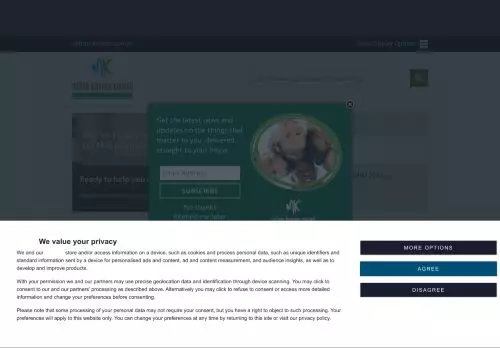 Get the latest news and
updates on the things that
matter to you, delivered
straight to your inbox.
Email Address
SUBSCRIBE
Ready to help you
We value your privacy
We and our store and/or access information on a device, such as cookies and process personal data, such as unique identifiers and
standard information sent by a device for personalised ads and content, ad and content measurement, and audience insights, as well as to
develop and improve products.
With your permission we and our partners may use precise geolocation data and identification through device scanning. You may click to
consent to our and our partners' processing as described above. Alternatively you may click to refuse to consent or access more detailed
information and change your preferences before consenting.
Please note that some processing of your personal data may not require your consent, but you have a right to object to such processing. Your
preferences will apply to this website only. You can change your preferences at any time by returning to this site or visit our privacy policy.
MORE OPTIONS
AGREE
DISAGREE